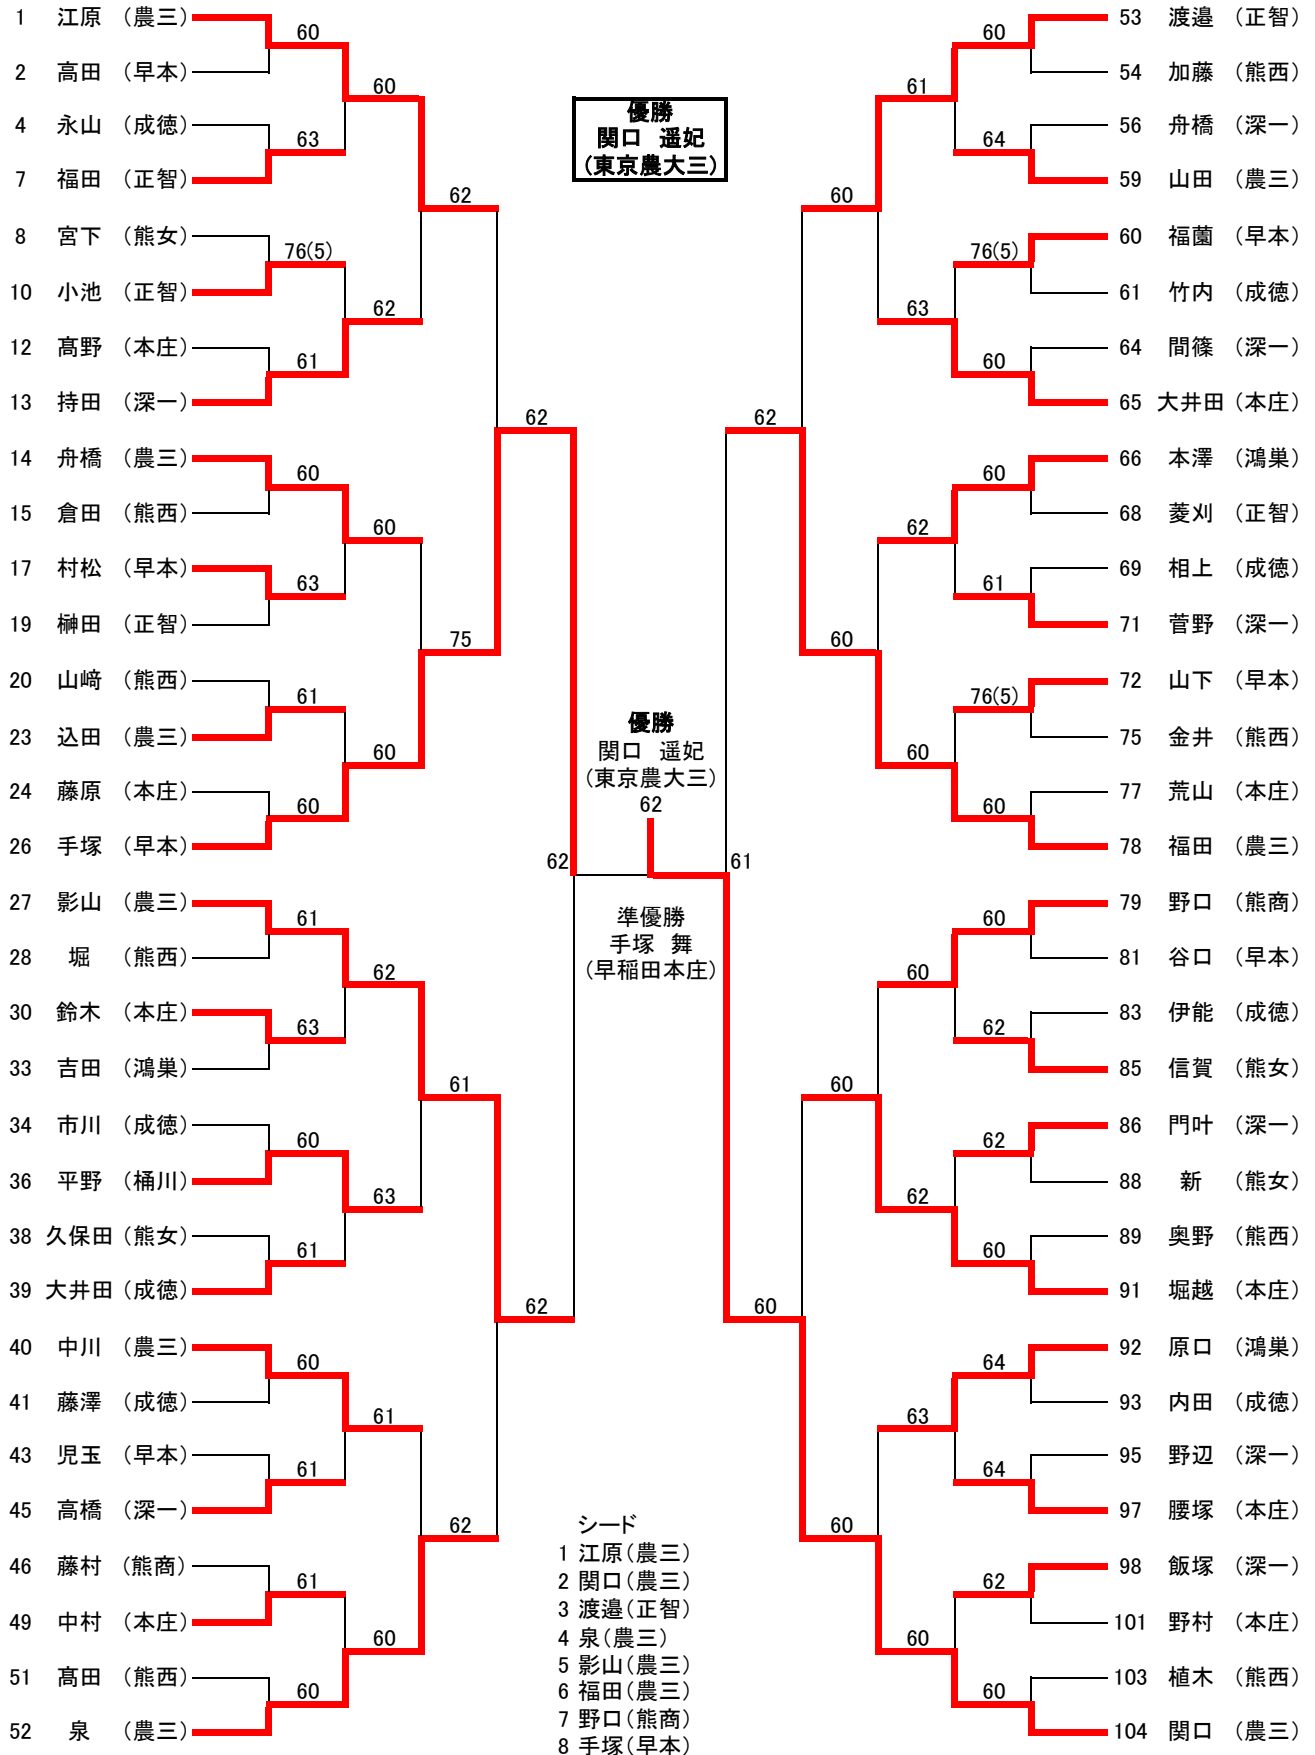 1 江原 (農三)
60
2 高田 (早本)
60
4 永山 (成徳)
63
7 福田 (正智)
62
8 宮下 (熊女)
76(5)
10 小池 (正智)
62
12 髙野 (本庄)
61
13 持田 (深一)
62
14 舟橋 (農三)
60
15 倉田 (熊西)
60
17 村松 (早本)
63
19 榊田 (正智)
75
20 山﨑 (熊西)
61
23 込田 (農三)
60
24 藤原 (本庄)
60
26 手塚 (早本)
62
27 影山 (農三)
61
28 堀 (熊西)
62
30 鈴木 (本庄)
63
33 吉田 (鴻巣)
61
34 市川 (成徳)
60
36 平野 (桶川)
63
38 久保田 (熊女)
61
39 大井田 (成徳)
62
40 中川 (農三)
60
41 藤澤 (成徳)
61
43 児玉 (早本)
61
45 高橋 (深一)
62
46 藤村 (熊商)
61
49 中村 (本庄)
60
51 髙田 (熊西)
60
52 泉 (農三)
優勝
関口 遥妃
(東京農大三)
優勝
関口 遥妃
(東京農大三)
62
準優勝
手塚 舞
(早稲田本庄)
シード
1 江原(農三)
2 関口(農三)
3 渡邉(正智)
4 泉(農三)
5 影山(農三)
6 福田(農三)
7 野口(熊商)
8 手塚(早本)
53 渡邉 (正智)
60
54 加藤 (熊西)
61
56 舟橋 (深一)
64
59 山田 (農三)
60
60 福薗 (早本)
76(5)
61 竹内 (成徳)
63
64 間篠 (深一)
60
65 大井田 (本庄)
62
66 本澤 (鴻巣)
60
68 菱刈 (正智)
62
69 相上 (成徳)
61
71 菅野 (深一)
60
72 山下 (早本)
76(5)
75 金井 (熊西)
60
77 荒山 (本庄)
60
78 福田 (農三)
61
79 野口 (熊商)
60
81 谷口 (早本)
60
83 伊能 (成徳)
62
85 信賀 (熊女)
60
86 門叶 (深一)
62
88 新 (熊女)
62
89 奥野 (熊西)
60
91 堀越 (本庄)
60
92 原口 (鴻巣)
64
93 内田 (成徳)
63
95 野辺 (深一)
64
97 腰塚 (本庄)
60
98 飯塚 (深一)
62
101 野村 (本庄)
60
103 植木 (熊西)
60
104 関口 (農三)